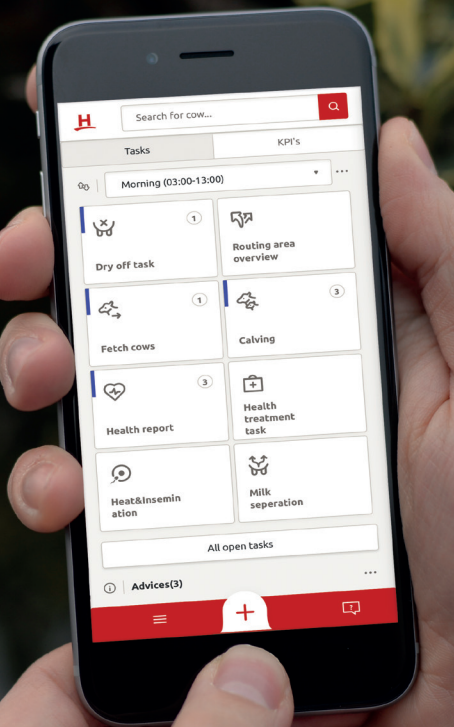 H
Search for cow...
Tasks
KPI's
Morning (03:00-13:00)
1
Dry off task
Routing area
overview
1
Fetch cows
3
Calving
3
Health report
Health
treatment
task
Heat&Insemin
ation
Milk
seperation
All open tasks
Advices(3)